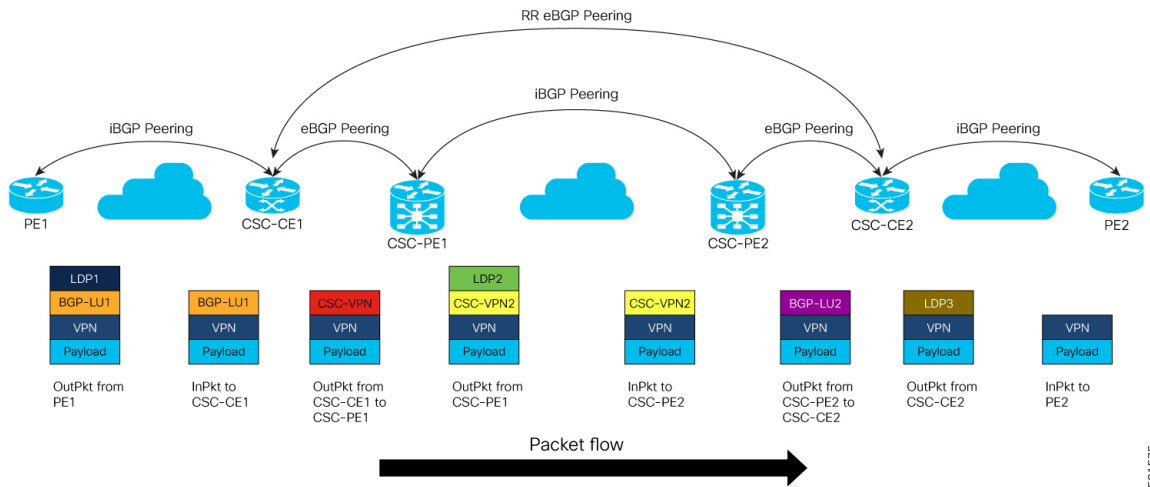 RR eBGP Peering
iBGP Peering
iBGP Peering
eBGP Peering
eBGP Peering
iBGP Peering
PE1
CSC-CE1
CSC-PE1
CSC-PE2
CSC-CE2
PE2
LDP1
BGP-LU1
VPN
Payload
OutPkt from
PE1
BGP-LU1
VPN
Payload
InPkt to
CSC-CE1
CSC-VPN
VPN
Payload
OutPkt from
CSC-CE1 to
CSC-PE1
LDP2
CSC-VPN2
VPN
Payload
OutPkt from
CSC-PE1
CSC-VPN2
VPN
Payload
InPkt to
CSC-PE2
BGP-LU2
VPN
Payload
OutPkt from
CSC-PE2 to
CSC-CE2
LDP3
VPN
Payload
OutPkt from
CSC-CE2
VPN
Payload
InPkt to
PE2
Packet flow